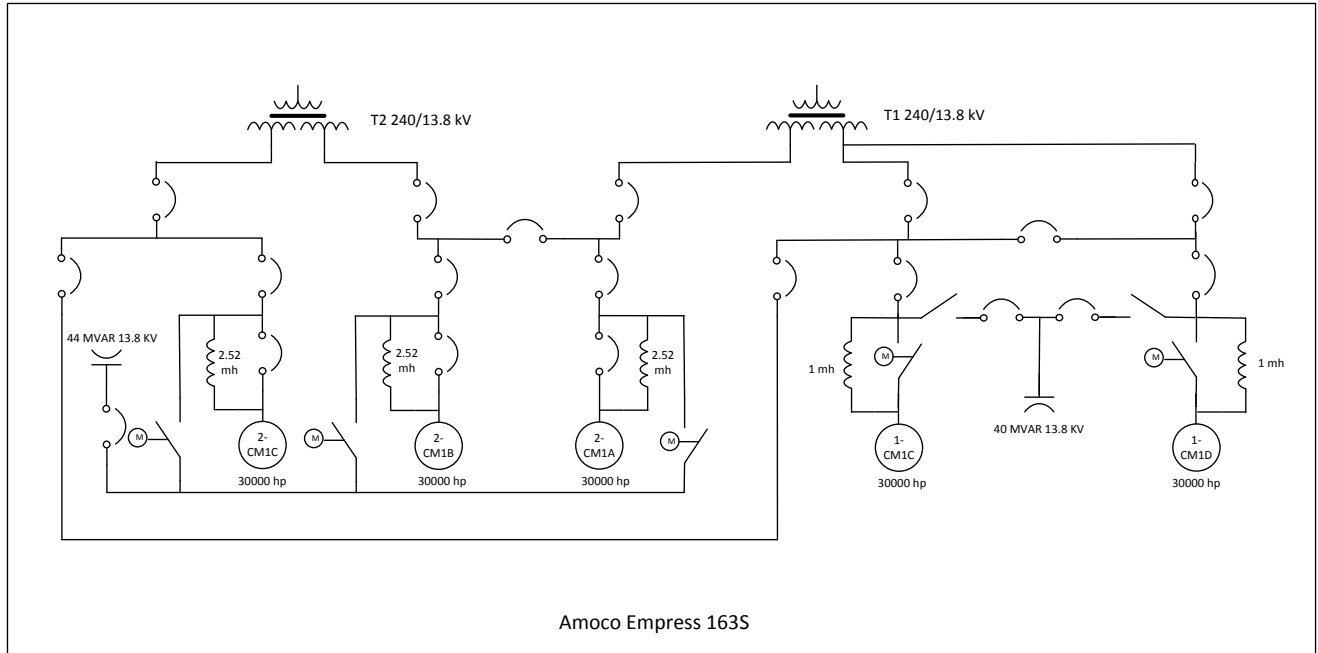 T2 240/13.8 kV
T1 240/13.8 kV
44 MVAR 13.8 KV
2.52
mh
2.52
mh
2.52
mh
1 mh
1 mh
M
M
M
M
M
40 MVAR 13.8 KV
2-
CM1C
2-
CM1B
2-
CM1A
1-
CM1C
1-
CM1D
30000 hp
30000 hp
30000 hp
30000 hp
30000 hp
Amoco Empress 163S